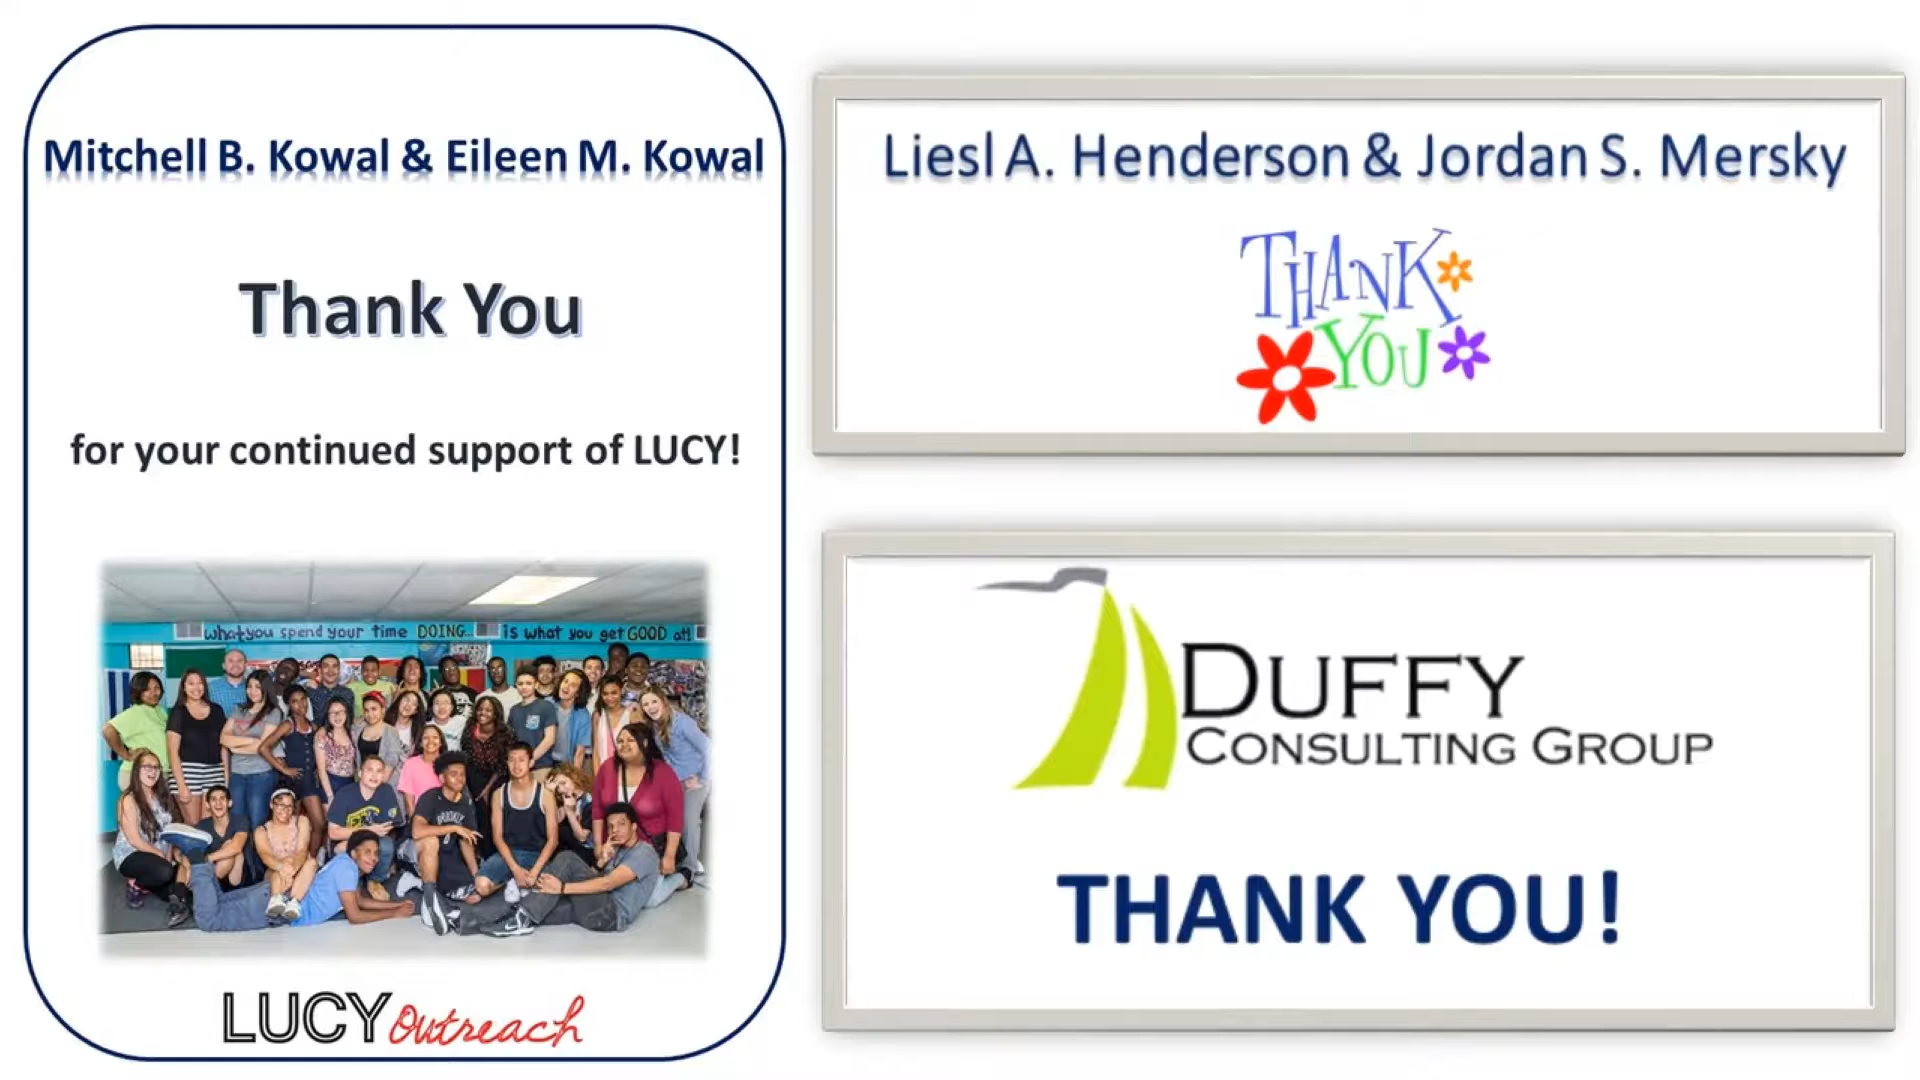 Mitchell B. Kowal & Eileen M. Kowal
Thank You
for your continued support of LUCY!
what you spend your time DOING... is what you get GOOD at!
LUCY Outreach
Liesl A. Henderson & Jordan S. Mersky
THANK
YOU
DUFFY
CONSULTING GROUP
THANK YOU!